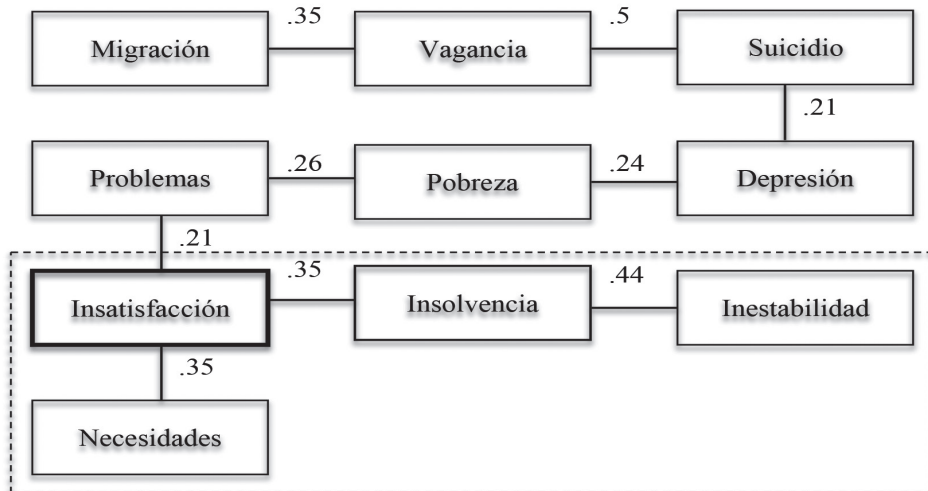 .35
.5
Migración
Vagancia
Suicidio
.21
Problemas
.26
Pobreza
.24
Depresión
.21
.35
.44
Insatisfacción
Insolvencia
Inestabilidad
.35
Necesidades